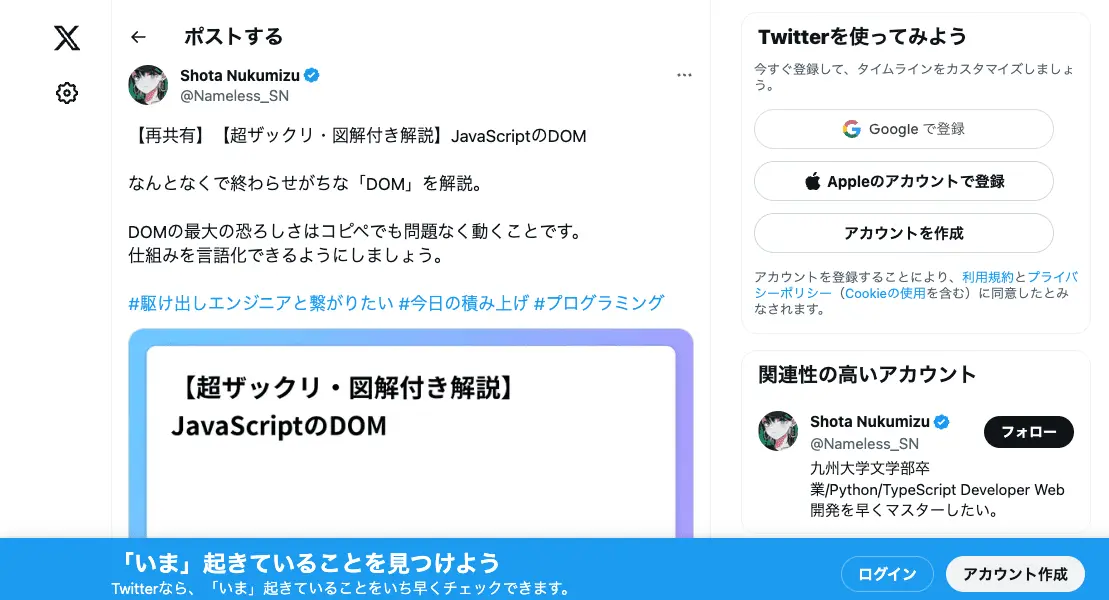 ポストする
Shota Nukumizu
@Nameless_SN
【再共有】【超ザックリ・図解付き解説】JavaScriptのDOM
なんとなくで終わらせがちな「DOM」を解説。
DOMの最大の恐ろしさはコピペでも問題なく動くことです。
仕組みを言語化できるようにしましょう。
#駆け出しエンジニアと繋がりたい #今日の積み上げ #プログラミング
【超ザックリ・図解付き解説】
JavaScriptのDOM
Twitterを使ってみよう
今すぐ登録して、タイムラインをカスタマイズしましょ
う。
Google で登録
Appleのアカウントで登録
アカウントを作成
アカウントを登録することにより、利用規約とプライバ
シーポリシー（Cookieの使用を含む）に同意したとみ
なされます。
関連性の高いアカウント
Shota Nukumizu
@Nameless_SN
フォロー
九州大学文学部卒
業/Python/TypeScript Developer Web
開発を早くマスターしたい。
「いま」起きていることを見つけよう
Twitterなら、「いま」起きていることをいち早くチェックできます。
ログイン
アカウント作成